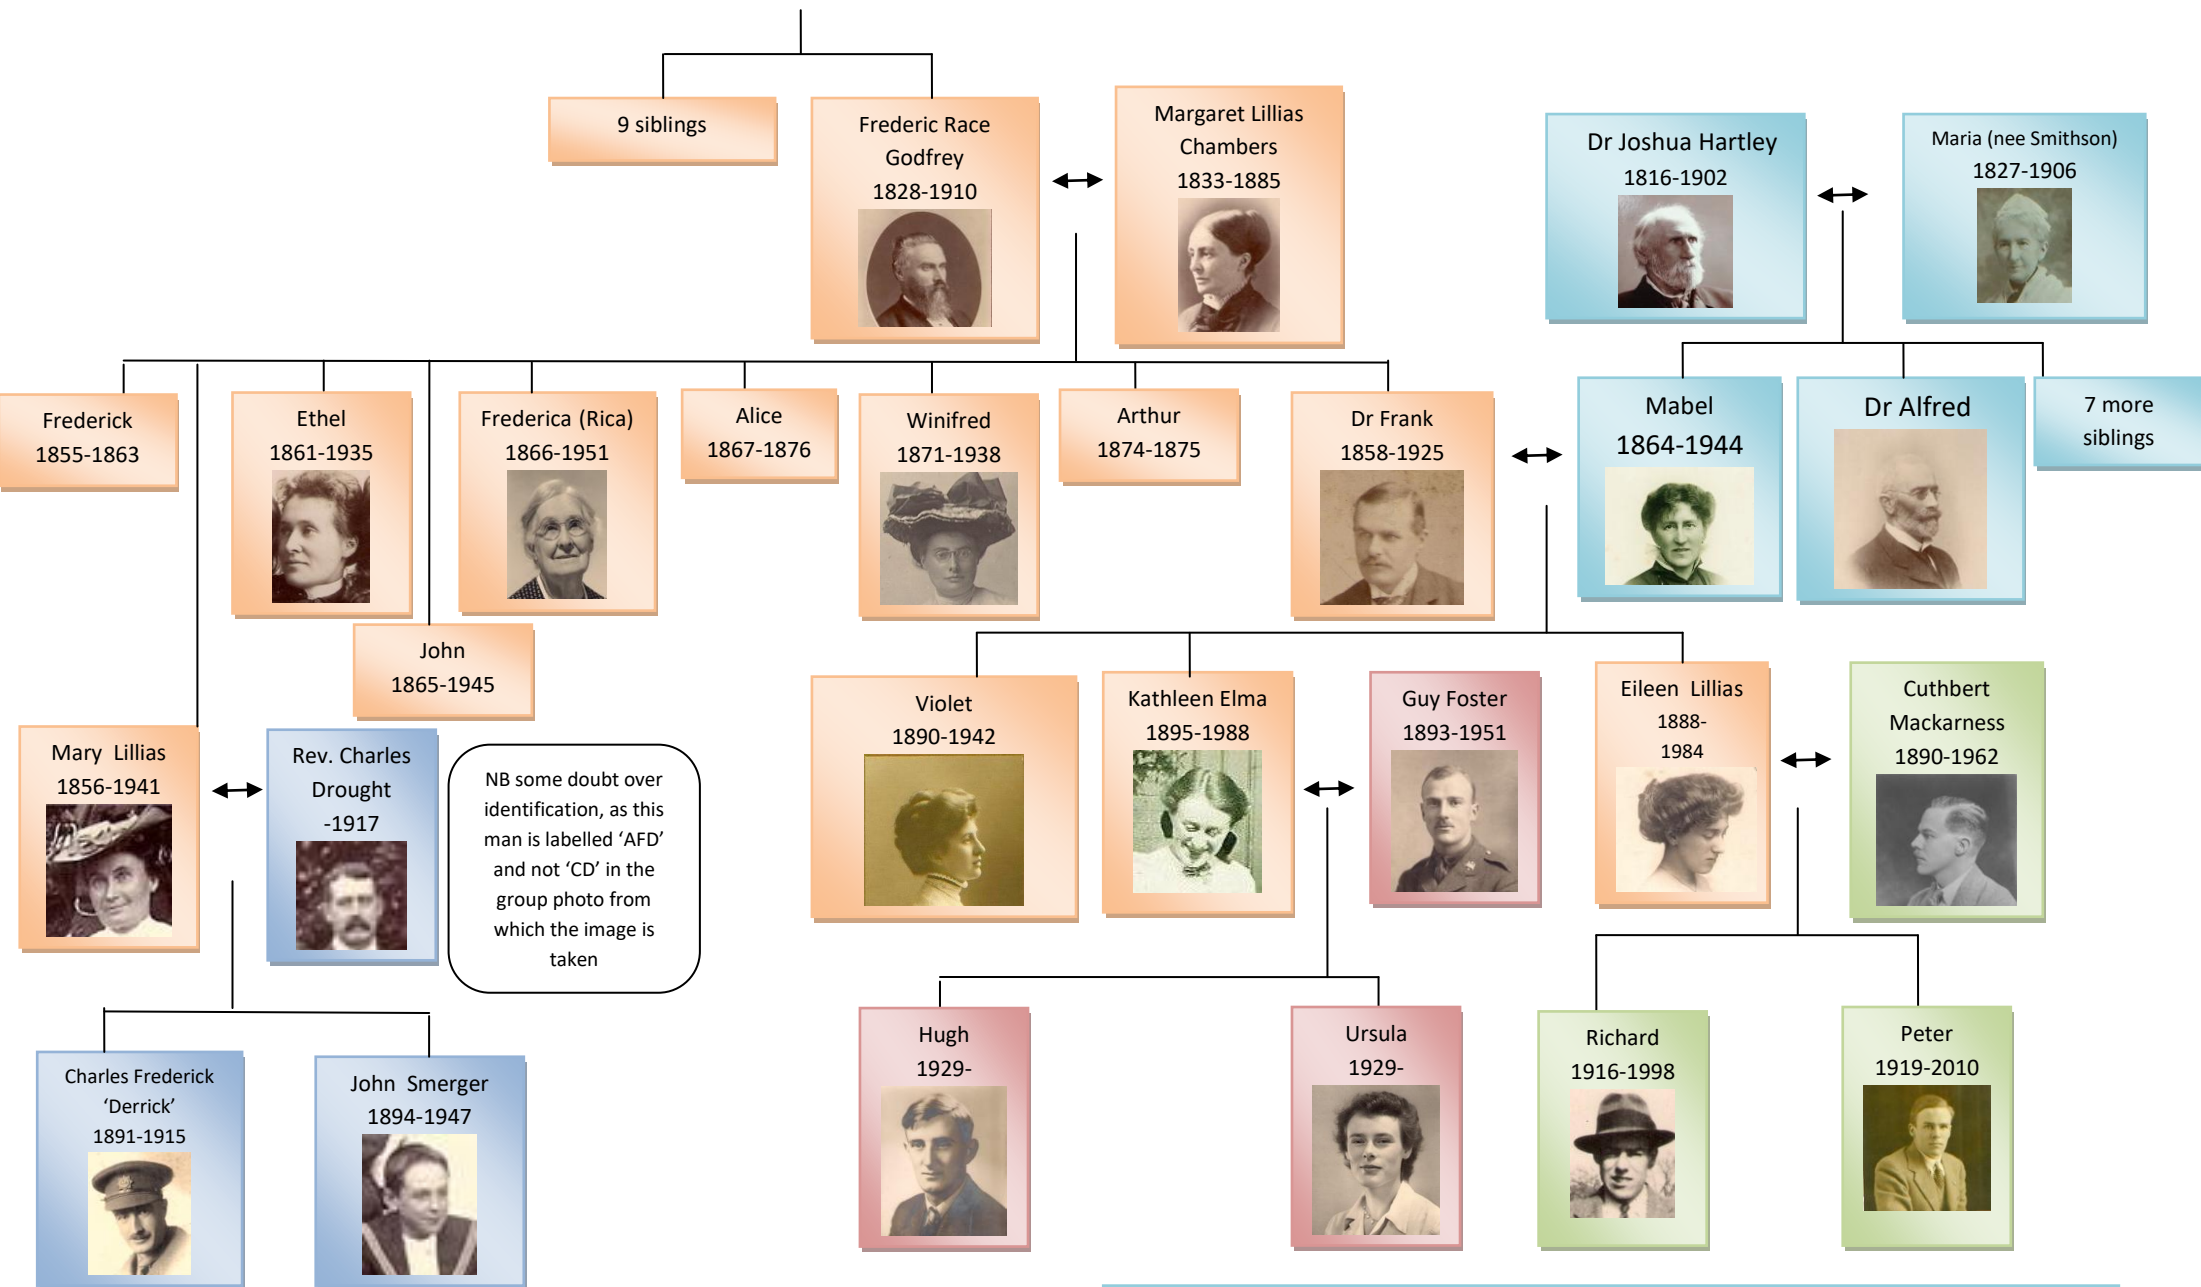 9 siblings
Frederic Race
Godfrey
1828-1910
Margaret Lillias
Chambers
1833-1885
Dr Joshua Hartley
1816-1902
Maria (nee Smithson)
1827-1906
Frederick
1855-1863
Ethel
1861-1935
Frederica (Rica)
1866-1951
Alice
1867-1876
Winifred
1871-1938
Arthur
1874-1875
Dr Frank
1858-1925
Mabel
1864-1944
Dr Alfred
7 more
siblings
John
1865-1945
Mary Lillias
1856-1941
Rev. Charles
Drought
-1917
NB some doubt over
identification, as this
man is labelled ‘AFD’
and not ‘CD’ in the
group photo from
which the image is
taken
Violet
1890-1942
Kathleen Elma
1895-1988
Guy Foster
1893-1951
Eileen Lillias
1888-
1984
Cuthbert
Mackarness
1890-1962
Charles Frederick
‘Derrick’
1891-1915
John Smerger
1894-1947
Hugh
1929-
Ursula
1929-
Richard
1916-1998
Peter
1919-2010